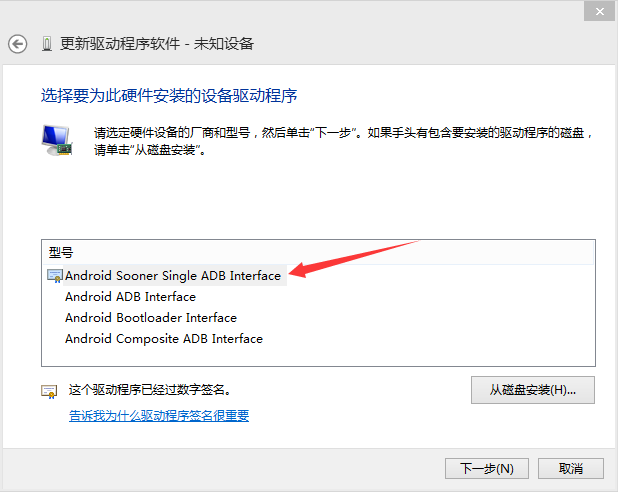 更新驱动程序软件 - 未知设备
选择要为此硬件安装的设备驱动程序
请选定硬件设备的厂商和型号，然后单击“下一步”。如果手头有包含要安装的驱动程序的磁盘，
请单击“从磁盘安装”。
型号
Android Sooner Single ADB Interface
Android ADB Interface
Android Bootloader Interface
Android Composite ADB Interface
这个驱动程序已经过数字签名。
从磁盘安装(H)...
告诉我为什么驱动程序签名很重要
下一步(N)
取消